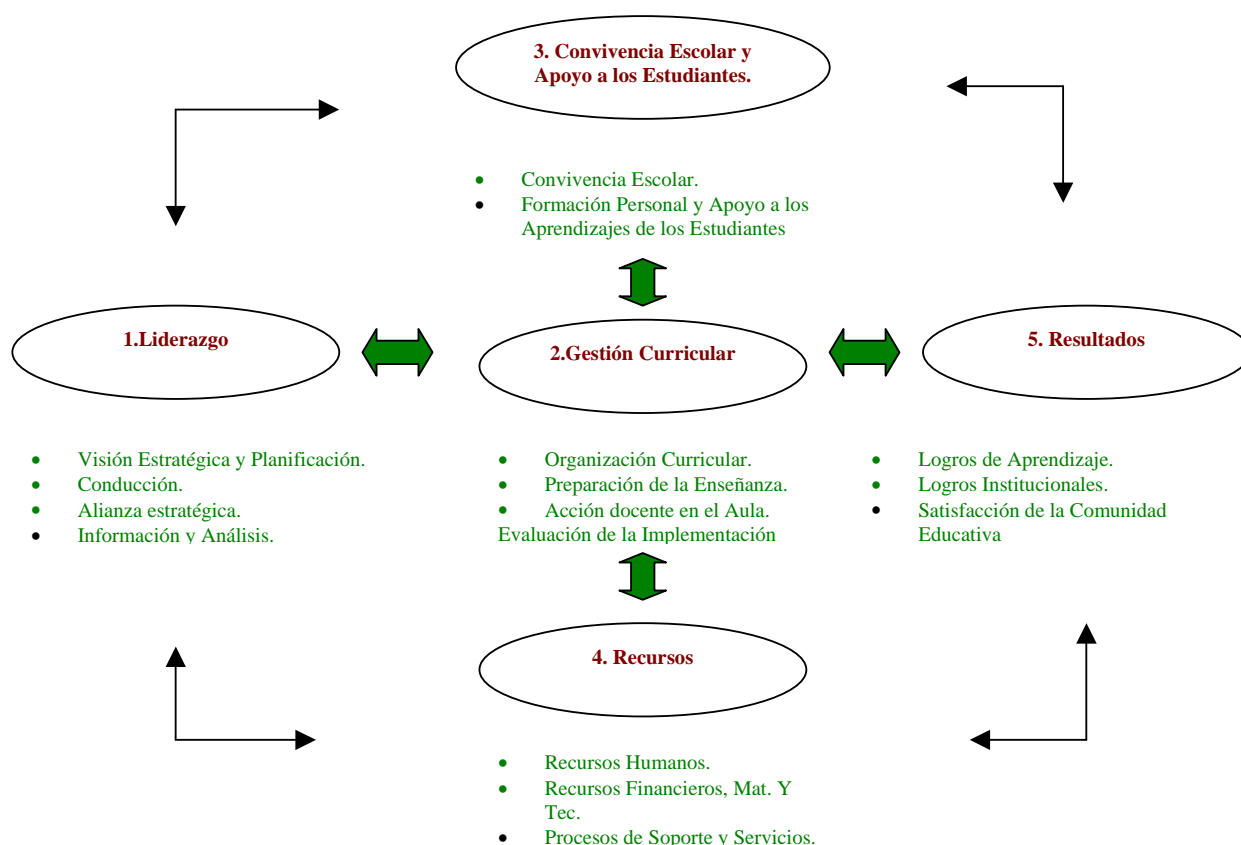 3. Convivencia Escolar y
Apoyo a los Estudiantes.
• Convivencia Escolar.
• Formación Personal y Apoyo a los
Aprendizajes de los Estudiantes
1.Liderazgo
2.Gestión Curricular
5. Resultados
• Visión Estratégica y Planificación.
• Conducción.
• Alianza estratégica.
• Información y Análisis.
• Organización Curricular.
• Preparación de la Enseñanza.
• Acción docente en el Aula.
Evaluación de la Implementación
• Logros de Aprendizaje.
• Logros Institucionales.
• Satisfacción de la Comunidad
Educativa
4. Recursos
• Recursos Humanos.
• Recursos Financieros, Mat. Y
Tec.
• Procesos de Soporte y Servicios.